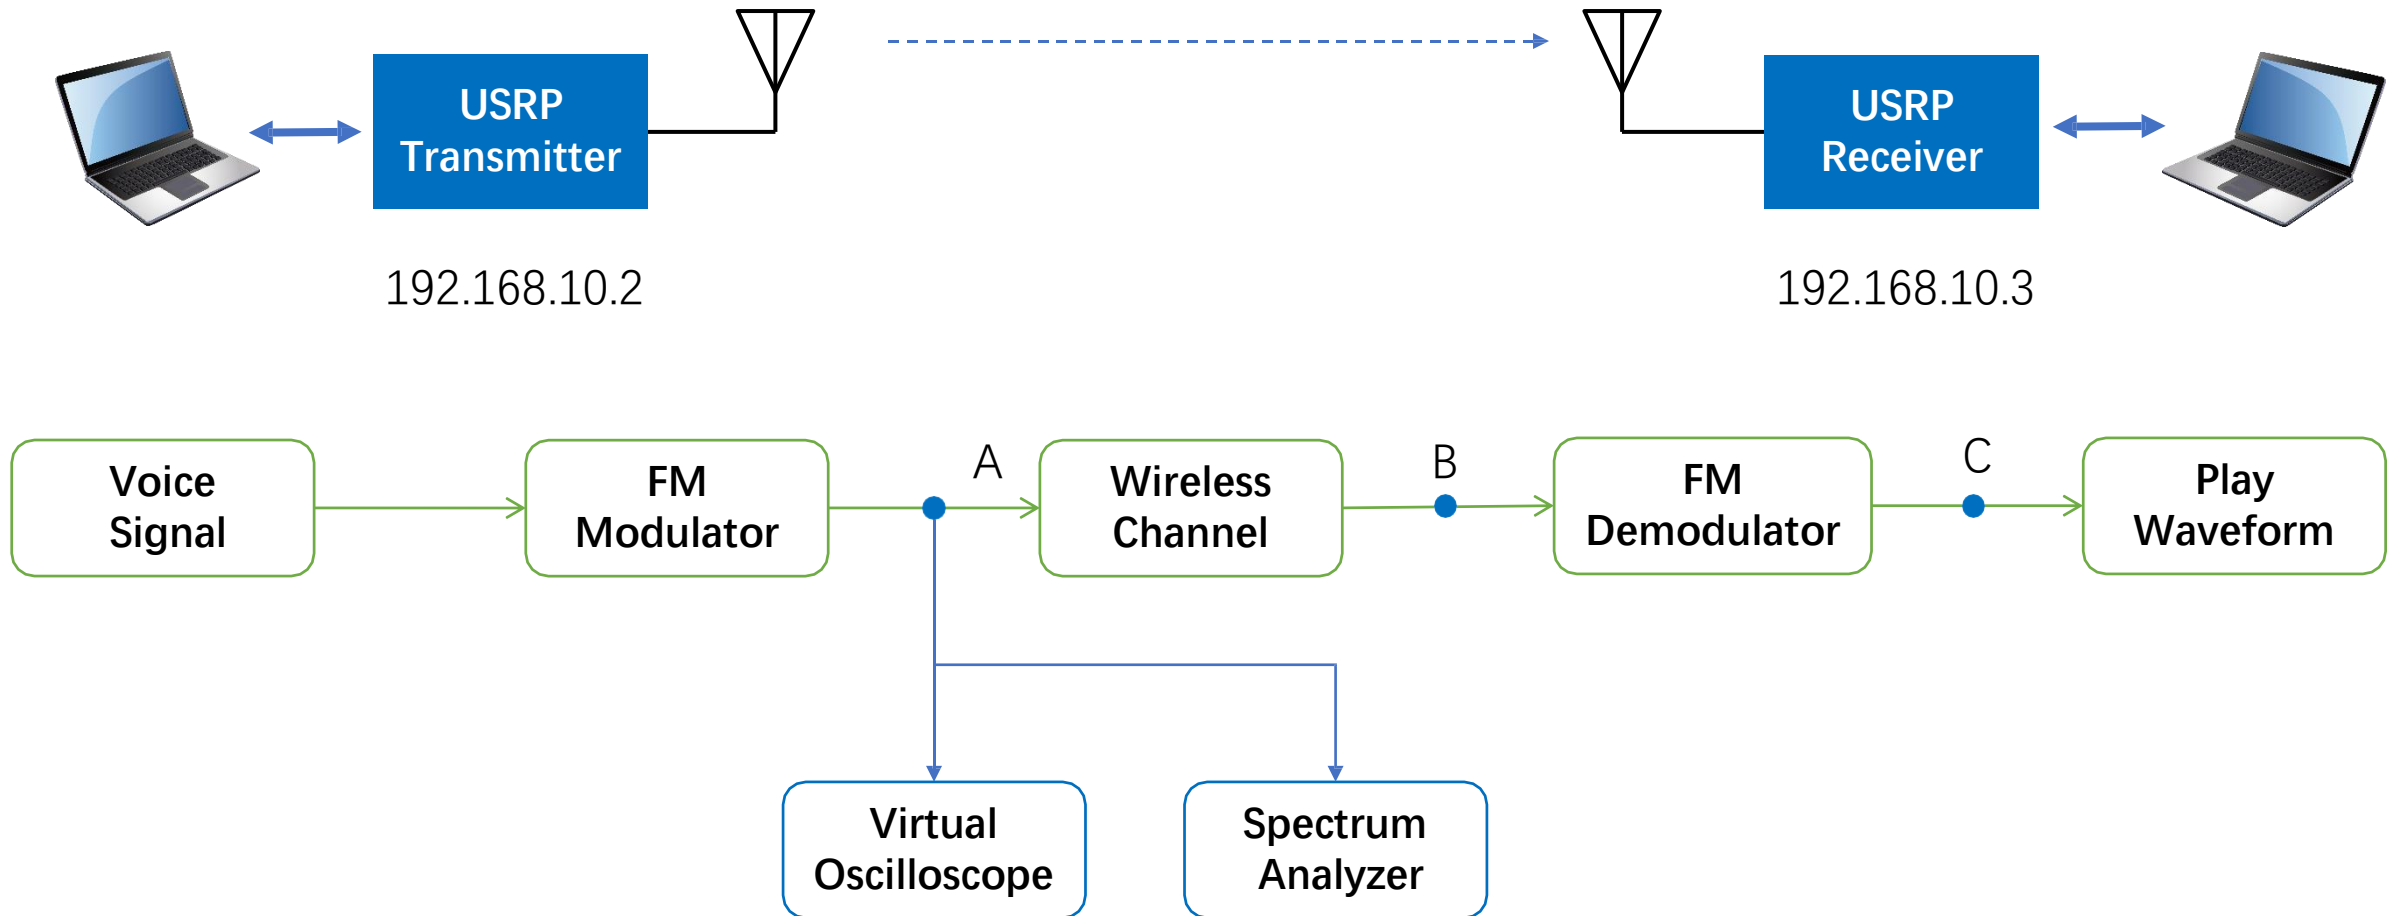 USRP
Transmitter
USRP
Receiver
192.168.10.2
192.168.10.3
Voice
Signal
FM
Modulator
A
Wireless
Channel
B
FM
Demodulator
C
Play
Waveform
Virtual
Oscilloscope
Spectrum
Analyzer